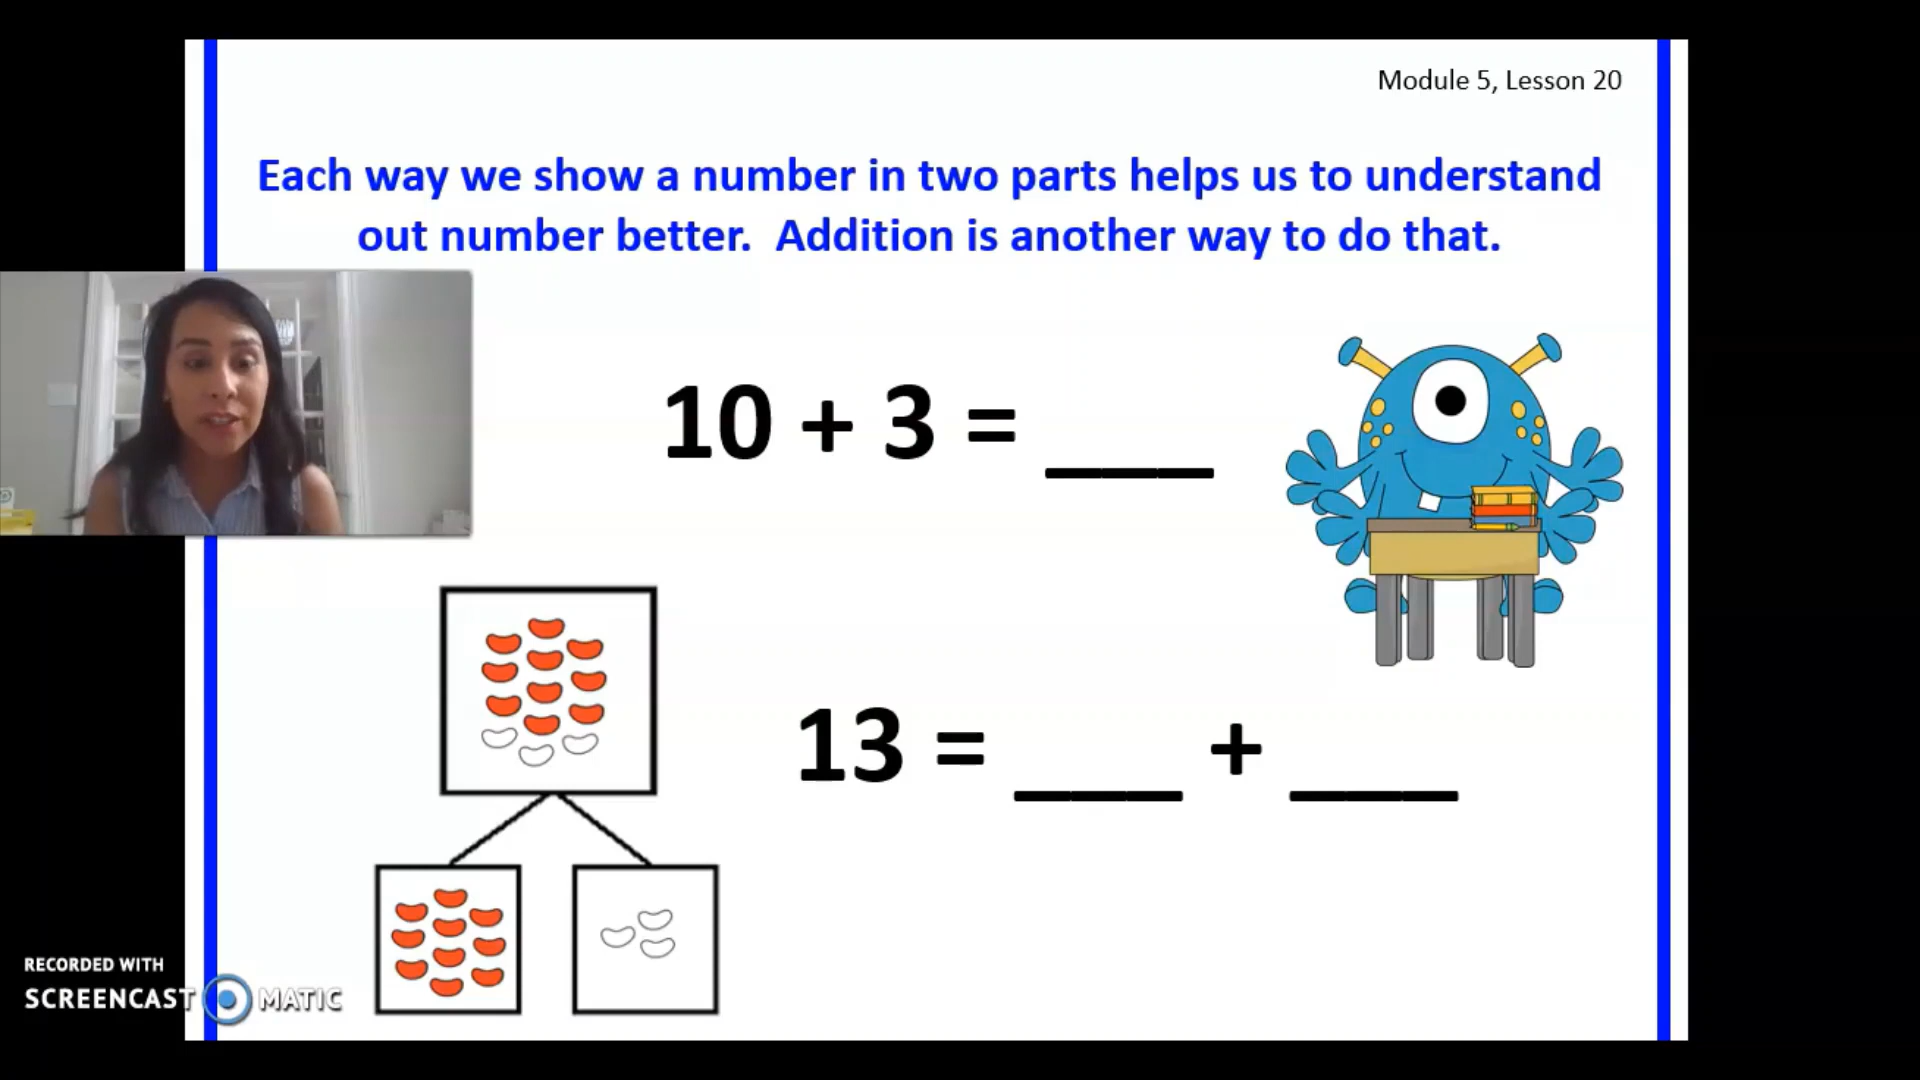 Module 5, Lesson 20
Each way we show a number in two parts helps us to understand
out number better. Addition is another way to do that.
10 + 3 = ___
13 = ___ + ___
RECORDED WITH
SCREENCAST MATIC